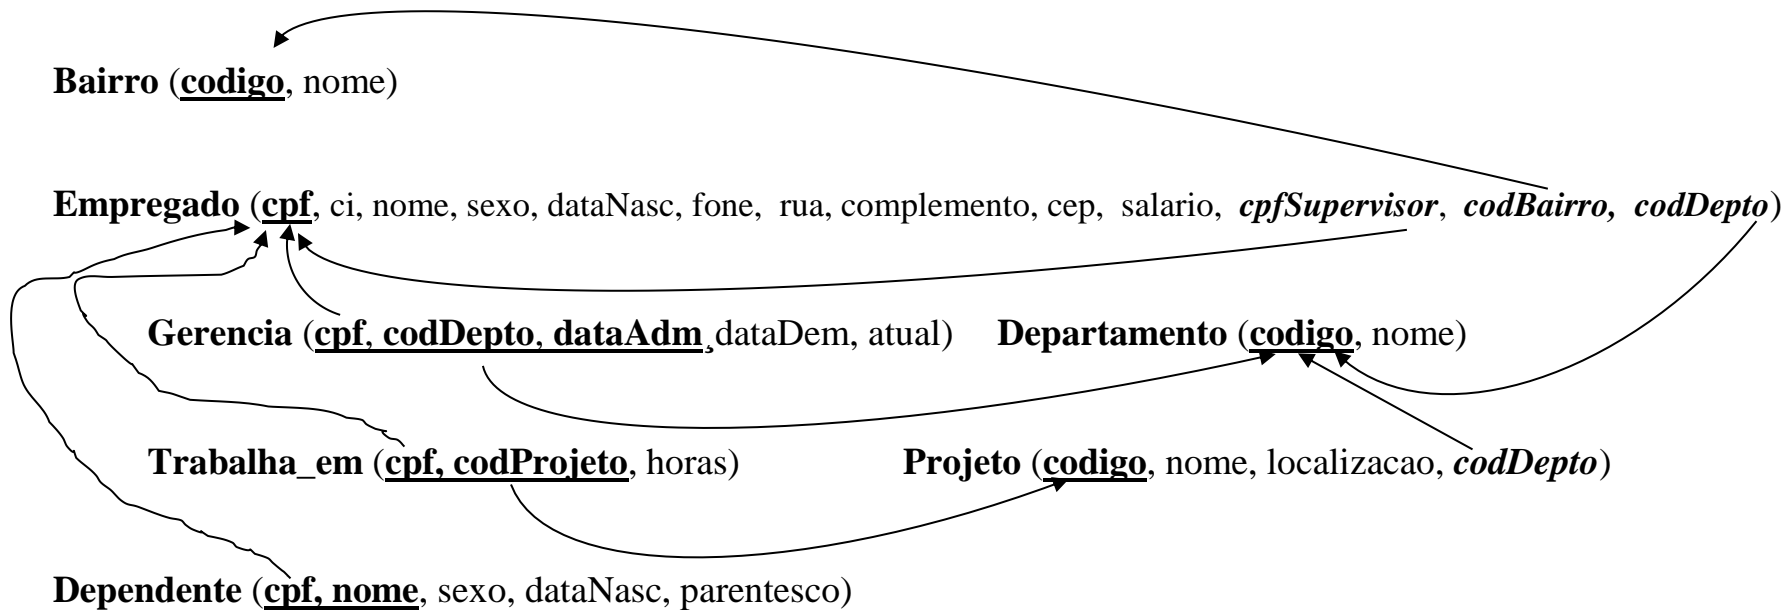 Bairro (codigo, nome)
Empregado (cpf, ci, nome, sexo, dataNasc, fone, rua, complemento, cep, salario, cpfSupervisor, codBairro, codDepto)
Gerencia (cpf, codDepto, dataAdm¸dataDem, atual) Departamento (codigo, nome)
Trabalha_em (cpf, codProjeto, horas) Projeto (codigo, nome, localizacao, codDepto)
Dependente (cpf, nome, sexo, dataNasc, parentesco)